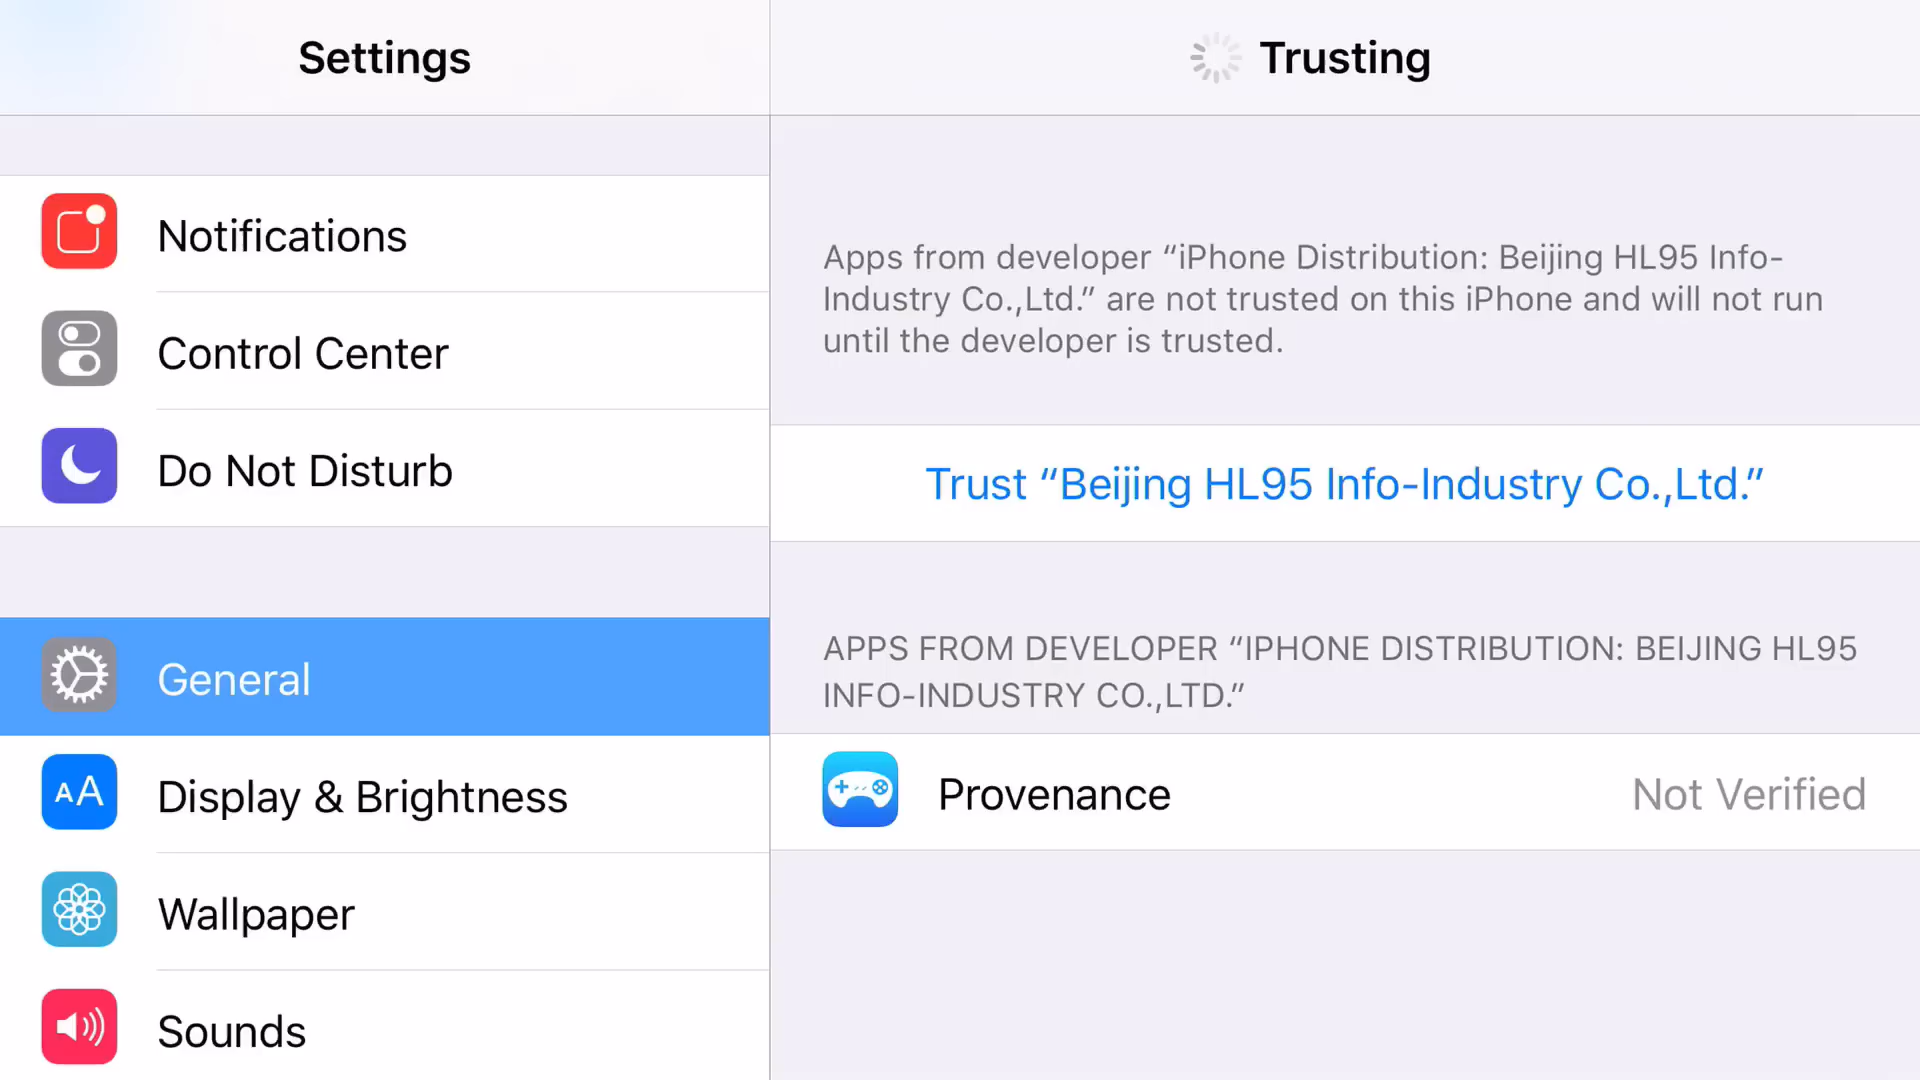 Settings
Notifications
Control Center
Do Not Disturb
General
AA
Display & Brightness
Wallpaper
Sounds
Trusting
Apps from developer “iPhone Distribution: Beijing HL95 Info-
Industry Co.,Ltd.” are not trusted on this iPhone and will not run
until the developer is trusted.
Trust “Beijing HL95 Info-Industry Co.,Ltd.”
APPS FROM DEVELOPER “IPHONE DISTRIBUTION: BEIJING HL95
INFO-INDUSTRY CO.,LTD.”
Provenance
Not Verified